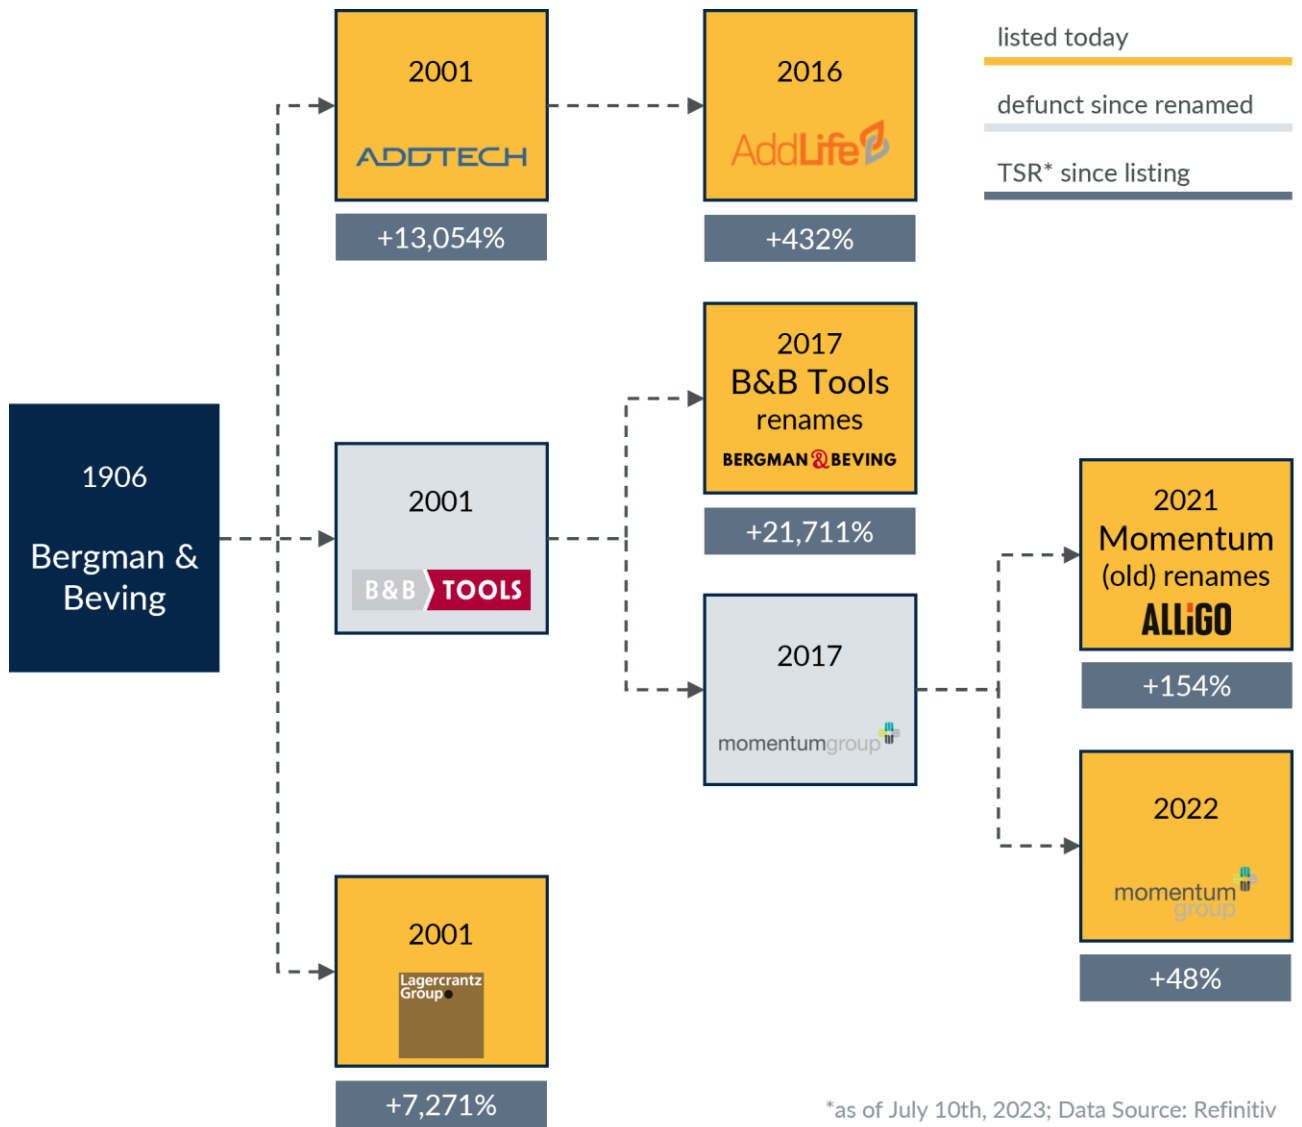 2001
ADDTECH
+13,054%
2016
AddLife
+432%
listed today
defunct since renamed
TSR* since listing
1906
Bergman &
Beving
2001
B&B TOOLS
2017
B&B Tools
renames
BERGMAN & BEVING
+21,711%
2017
momentumgroup
2021
Momentum
(old) renames
ALLiGO
+154%
2022
momentum
group
+48%
2001
Lagercrantz
Group
+7,271%
*as of July 10th, 2023; Data Source: Refinitiv